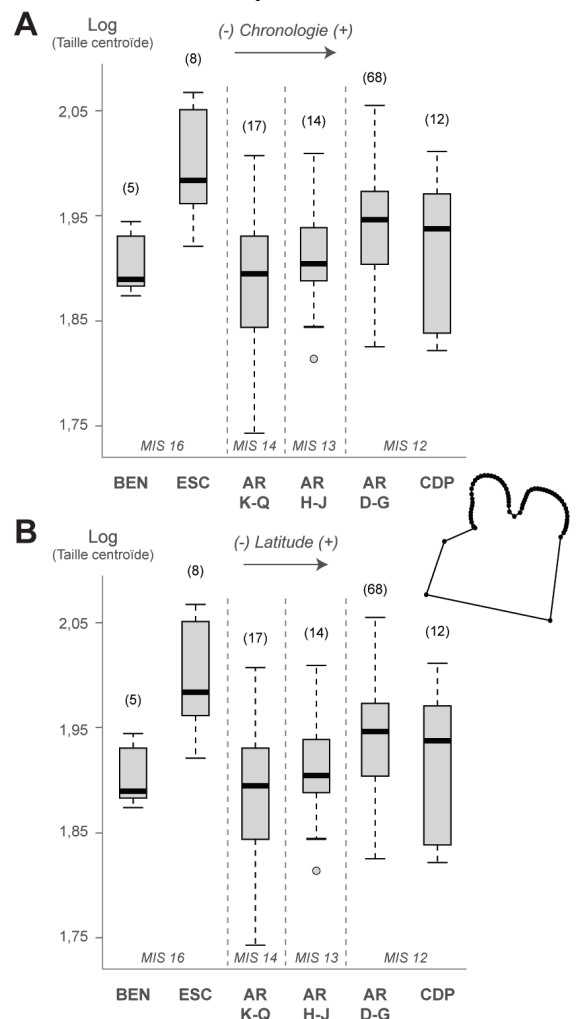 A
Log
(Taille centroïde)
(-) Chronologie (+)
(5)
(8)
(17)
(14)
(68)
(12)
2,05
1,95
1,85
1,75
MIS 16
MIS 14
MIS 13
MIS 12
BEN
ESC
AR
K-Q
AR
H-J
AR
D-G
CDP
B
Log
(Taille centroïde)
(-) Latitude (+)
(5)
(8)
(17)
(14)
(68)
(12)
2,05
1,95
1,85
1,75
MIS 16
MIS 14
MIS 13
MIS 12
BEN
ESC
AR
K-Q
AR
H-J
AR
D-G
CDP